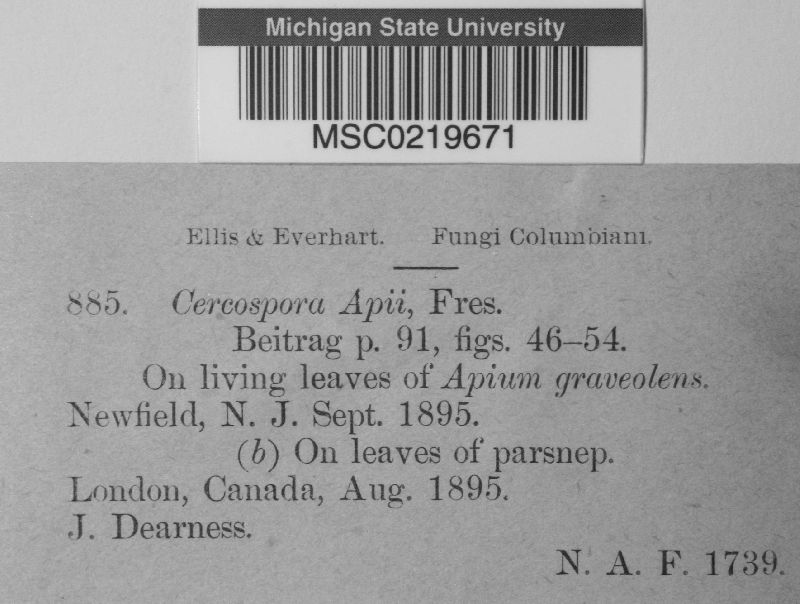 Michigan State University
MSC0219671
Ellis & Everhart. Fungi Columbiani.
885. Cercospora Apii, Fres.
Beitrag p. 91, figs. 46–54.
On living leaves of Apium graveolens.
Newfield, N. J. Sept. 1895.
(b) On leaves of parsnep.
London, Canada, Aug. 1895.
J. Dearness.
N. A. F. 1739.